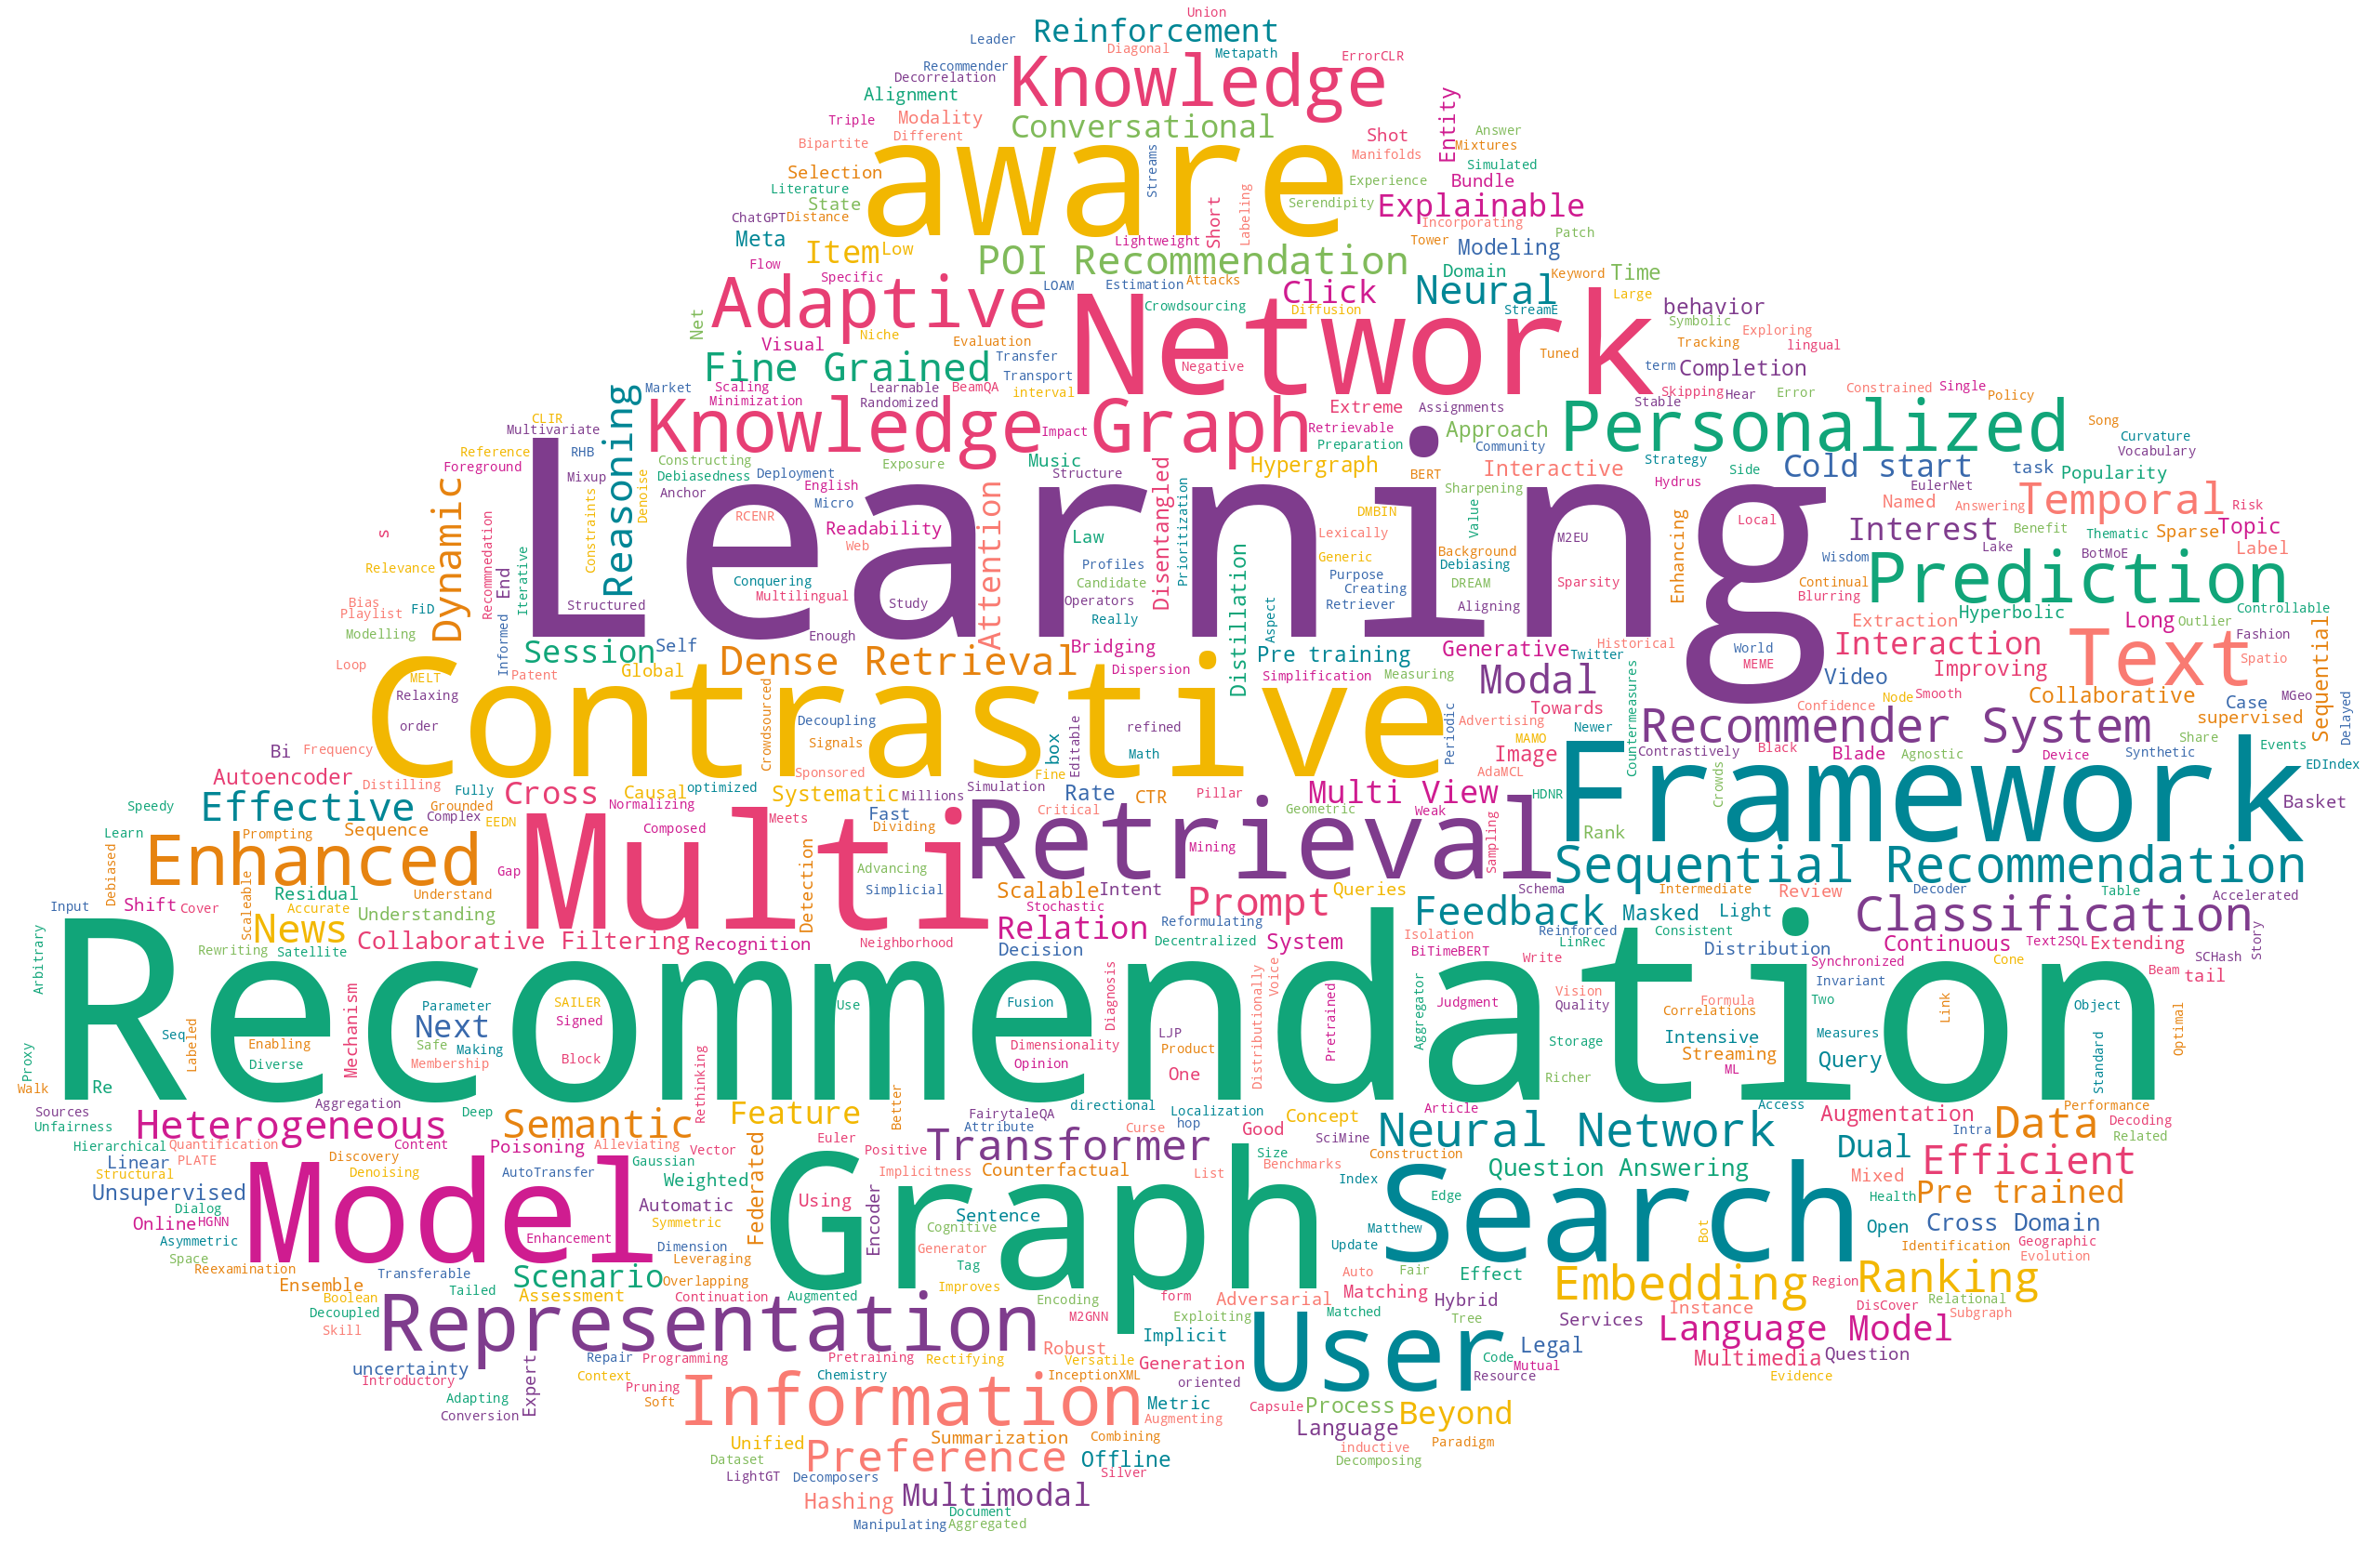 Union
Leader Reinforcement
Diagonal Metapath ErrorCLR
Recommender Knowledge
Decorrelation
Alignment Entity
Triple Modality Conversational Shot Answer
Bipartite Different Manifolds Mixtures
Selection aware Streams Simulated
Literature Experience Bundle
State Labeling Serendipity Explainable
ChatGPT Distance Short Incorporating
Meta Item Low Lightweight Tower Modeling Patch
Flow Specific POI Recommendation Domain Keyword Time
Adaptive LOAM Estimation Attacks Click Neural Large
Net Crowdsourcing Diffusion StreamE behavior
Niche Network Symbolic Exploring
Visual Evaluation Tracking lingual
Fine Grained Transfer Negative Tuned term Completion
Market Scaling Learnable BeamQA Transport interval Skipping Hear Error Constrained Single Policy
Minimization Randomized Stable
Reasoning Knowledge Graph Extreme Assignments Personalized
CLIR Multivariate Impact Retrievable Approach Song
Reference RHB Preparation Community Curvature
Foreground Mixup Constructing Deployment Exposure Music Hypergraph BERT Interactive Strategy Side Cold start task Popularity Vocabulary
Debiasedness English Structure Hydrus EulerNet
Dynamic Constraints Denoise Anchor Micro Attention Disentangled Prioritization Sharpening Named Answering Temporal Risk
s Recommnedation RCENR Readability Law Lexically DMBIN Value Local Enhancing Interest Benefit Thematic Sparse Topic
Iterative Learning Web Profiles Generic Background M2EU Lake BotMoE Label
Relevance End Conquering Candidate Distillation Purpose Debiasing Sparsity Wisdom Prediction
Bias FiD Multilingual Creating DREAM Continual
Playlist Structured Study Operators Retriever Aligning Blurring Hyperbolic Controllable
Modelling Informed Enough Really Aspect Extraction Long Outlier
Session Self Bridging Generative Historical Interaction Fashion Sequential
Loop Patent Global Dense Retrieval Dispersion Pre training Twitter World Improving Text Spatio
MELT Simplification Measuring Modal MEME Video
Relaxing Contrastive Towards Countermeasures Confidence Node Smooth Collaborative Case MGeo
order Crowdsourced Decoupling refined Periodic Advertising Newer Recommender System supervised Delayed
Bi Frequency Signals box Editable Math MAMO Image Contrastively Black Blade Agnostic Device Share Synthetic Events
Autoencoder Distilling Sponsored Fine AdaMCL Framework Crowds EDIndex
Speedy Effective Fully Cross Causal optimized Systematic Millions Simulation Rate CTR Pillar Multi View HDNR Basket
Grounded Normalizing Fast Critical Geometric Weak
Learn Prompting Sequence Complex EEDN Composed Meets Dividing Retrieval Mining Sampling Rank
Debiased Enhanced Gap Multi Detection Advancing Sequential Recommendation
Scaleable Residual Understand Simplicial Scalable Intent Prompt Queries Schema Intermediate Review Decoder Table Accelerated
Input Shift Cover Accurate Understanding Stochastic Feedback Masked Light Classification
News Relation Reformulating Reinforced Consistent
Arbitrary Rewriting Satellite Collaborative Filtering Recognition Neighborhood Decision Decentralized System Isolation LinRec Distribution Continuous Text2SQL Extending Story
BiTimeBERT Write Synchronized Cone SCHash
Recommendation Diagnosis Distributionally Voice Vision Invariant Beam tail
Mechanism Parameter SAILER Use Fusion Pretrained Aggregator Judgment Quality Formula Two Link Object
Next Signed Correlations
Proxy Seq Labeled Enabling Safe Making LJP Dimensionality Intensive Measures Optimal
Diverse Membership Block Product Storage Streaming Query Standard
Walk Re Rethinking Opinion One Richer ML
Sources Aggregation Deep Better directional Localization Article Access Performance
Unfairness Heterogeneous Semantic Feature FairytaleQA hop Concept Augmentation Data Decoding
Attribute Curse Good Neural Network Intra
Hierarchical Quantification Content Poisoning Alleviating Euler Transformer SciMine Dual Related
Linear PLATE Discovery Vector Positive Size Construction Efficient
Structural Denoising AutoTransfer Gaussian Implicitness Counterfactual List Benchmarks Question Answering Mixed
Unsupervised Model Weighted Federated Graph Index Search
Dialog Automatic Using Encoder Edge Health Pre trained
Online HGNN Symmetric Sentence Matthew Bot Open Cross Domain
Asymmetric Enhancement Dimension Cognitive Update Identification Geographic
Space Leveraging Generator Evolution
Reexamination Transferable Scenario Overlapping Tag Auto Fair Effect Embedding Region Ranking
Ensemble Tailed Improves Matching
Boolean Assessment Continuation Augmented Encoding form Adversarial Hybrid Instance DisCover Relational
Decoupled Representation M2GNN Exploiting Matched Tree Services Subgraph
Skill Implicit User Language Model
Robust Legal
uncertainty Repair Programming Pretraining Rectifying Versatile Generation Code Mutual Multimedia Question
Introductory Expert Context Chemistry InceptionXML oriented Resource Evidence
Adapting Pruning Information Metric Capsule Process Beyond
Conversion Soft Augmenting
Unified Summarization Combining Language Paradigm
Dataset Preference Offline inductive
LightGT Decomposers Silver Decomposing
Hashing Multimodal
Document
Manipulating Aggregated